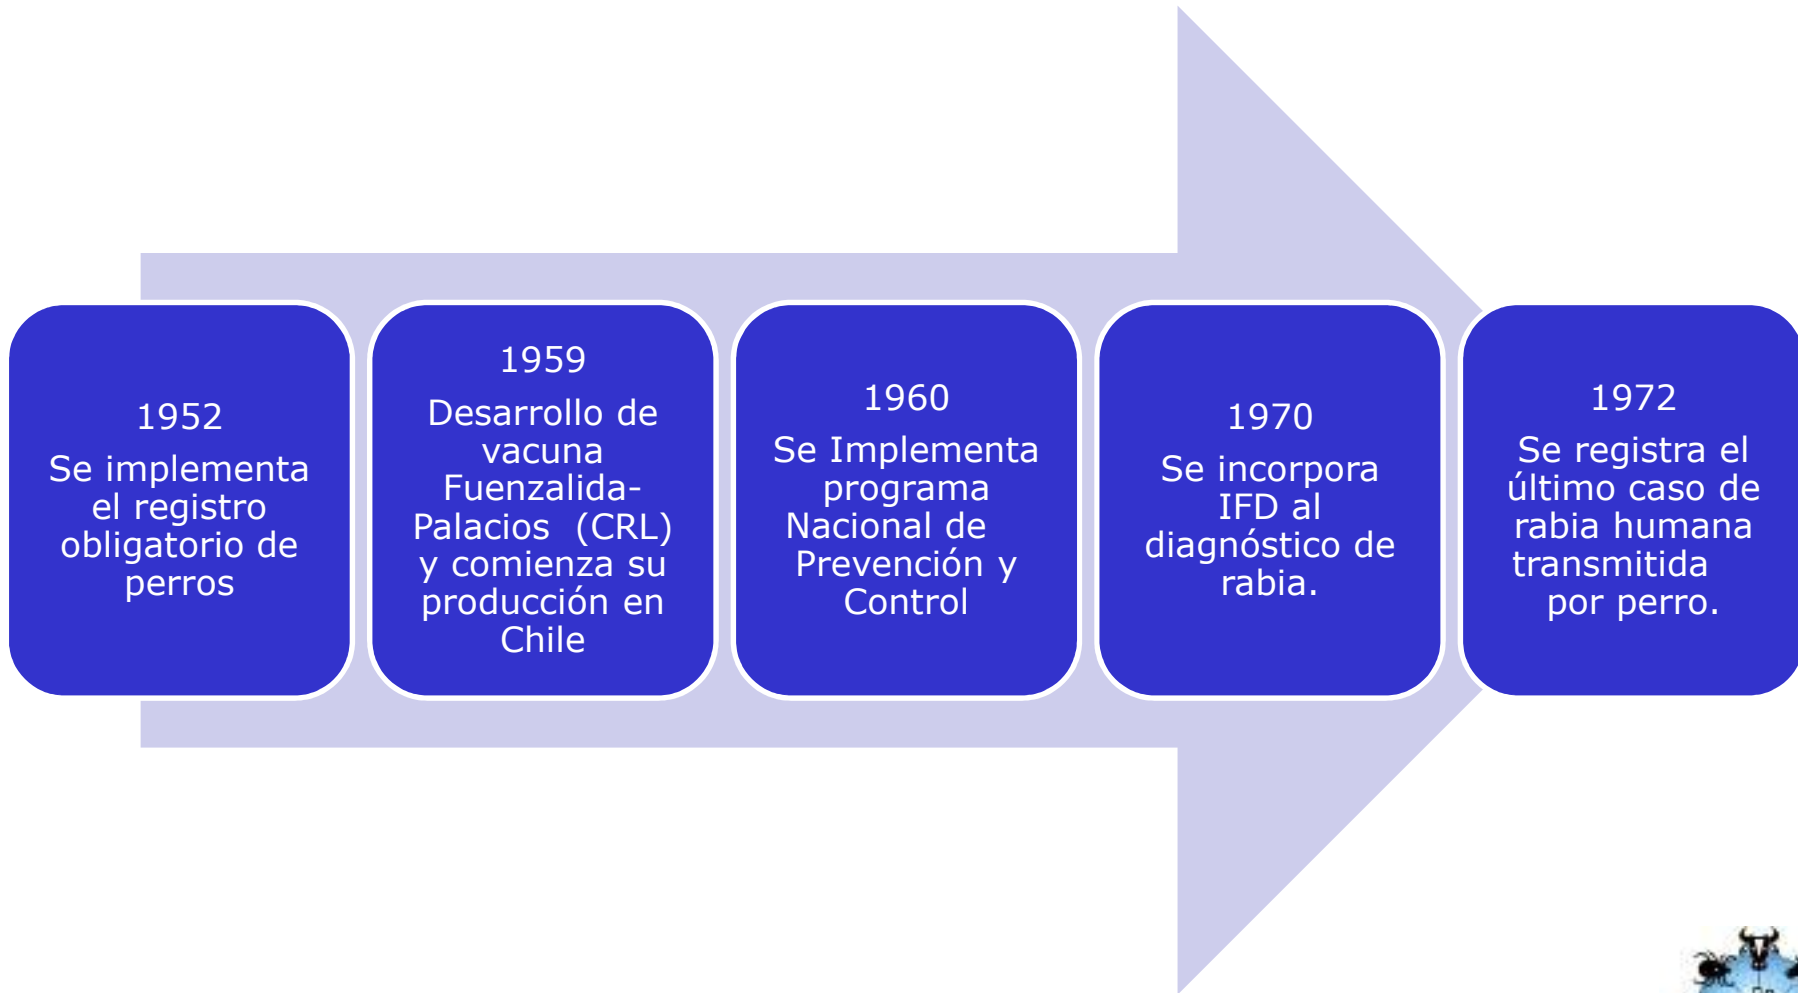 1952
Se implementa
el registro
obligatorio de
perros
1959
Desarrollo de
vacuna
Fuenzalida-
Palacios (CRL)
y comienza su
producción en
Chile
1960
Se Implementa
programa
Nacional de
Prevención y
Control
1970
Se incorpora
IFD al
diagnóstico de
rabia.
1972
Se registra el
último caso de
rabia humana
transmitida
por perro.